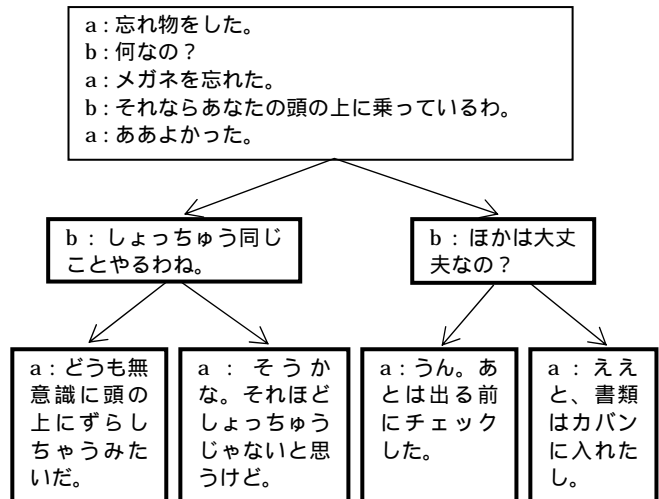 a：忘れ物をした。
b：何なの？
a：メガネを忘れた。
b：それならあなたの頭の上に乗っているわ。
a：ああよかった。
b：しょっちゅう同じ
ことやるわね。
b：ほかは大丈
夫なの？
a：どうも無
意識に頭の
上にずらし
ちゃうみた
いだ。
a：そうか
な。それほど
しょっちゅう
じゃないと思
うけど。
a：うん。あ
とは出る前
にチェック
した。
a：ええ
と、書類
はカバン
に入れた
し。